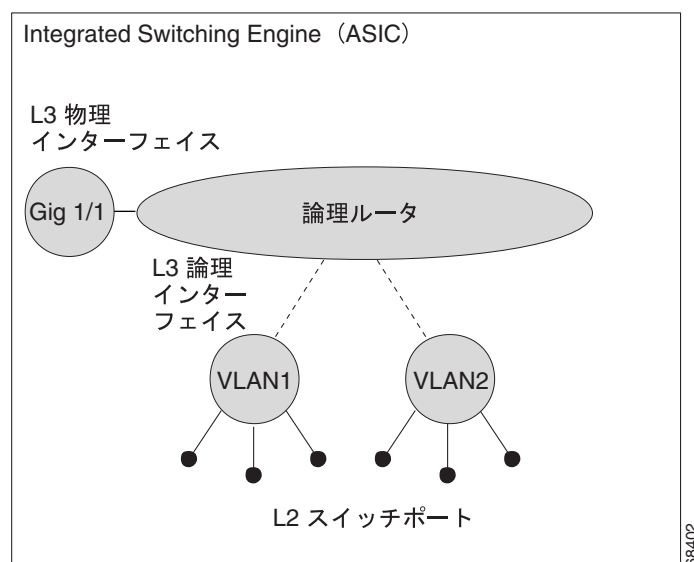 Integrated Switching Engine（ASIC）
L3 物理
インターフェイス
Gig 1/1
論理ルータ
L3 論理
インター
フェイス
VLAN1
VLAN2
L2 スイッチポート
68402